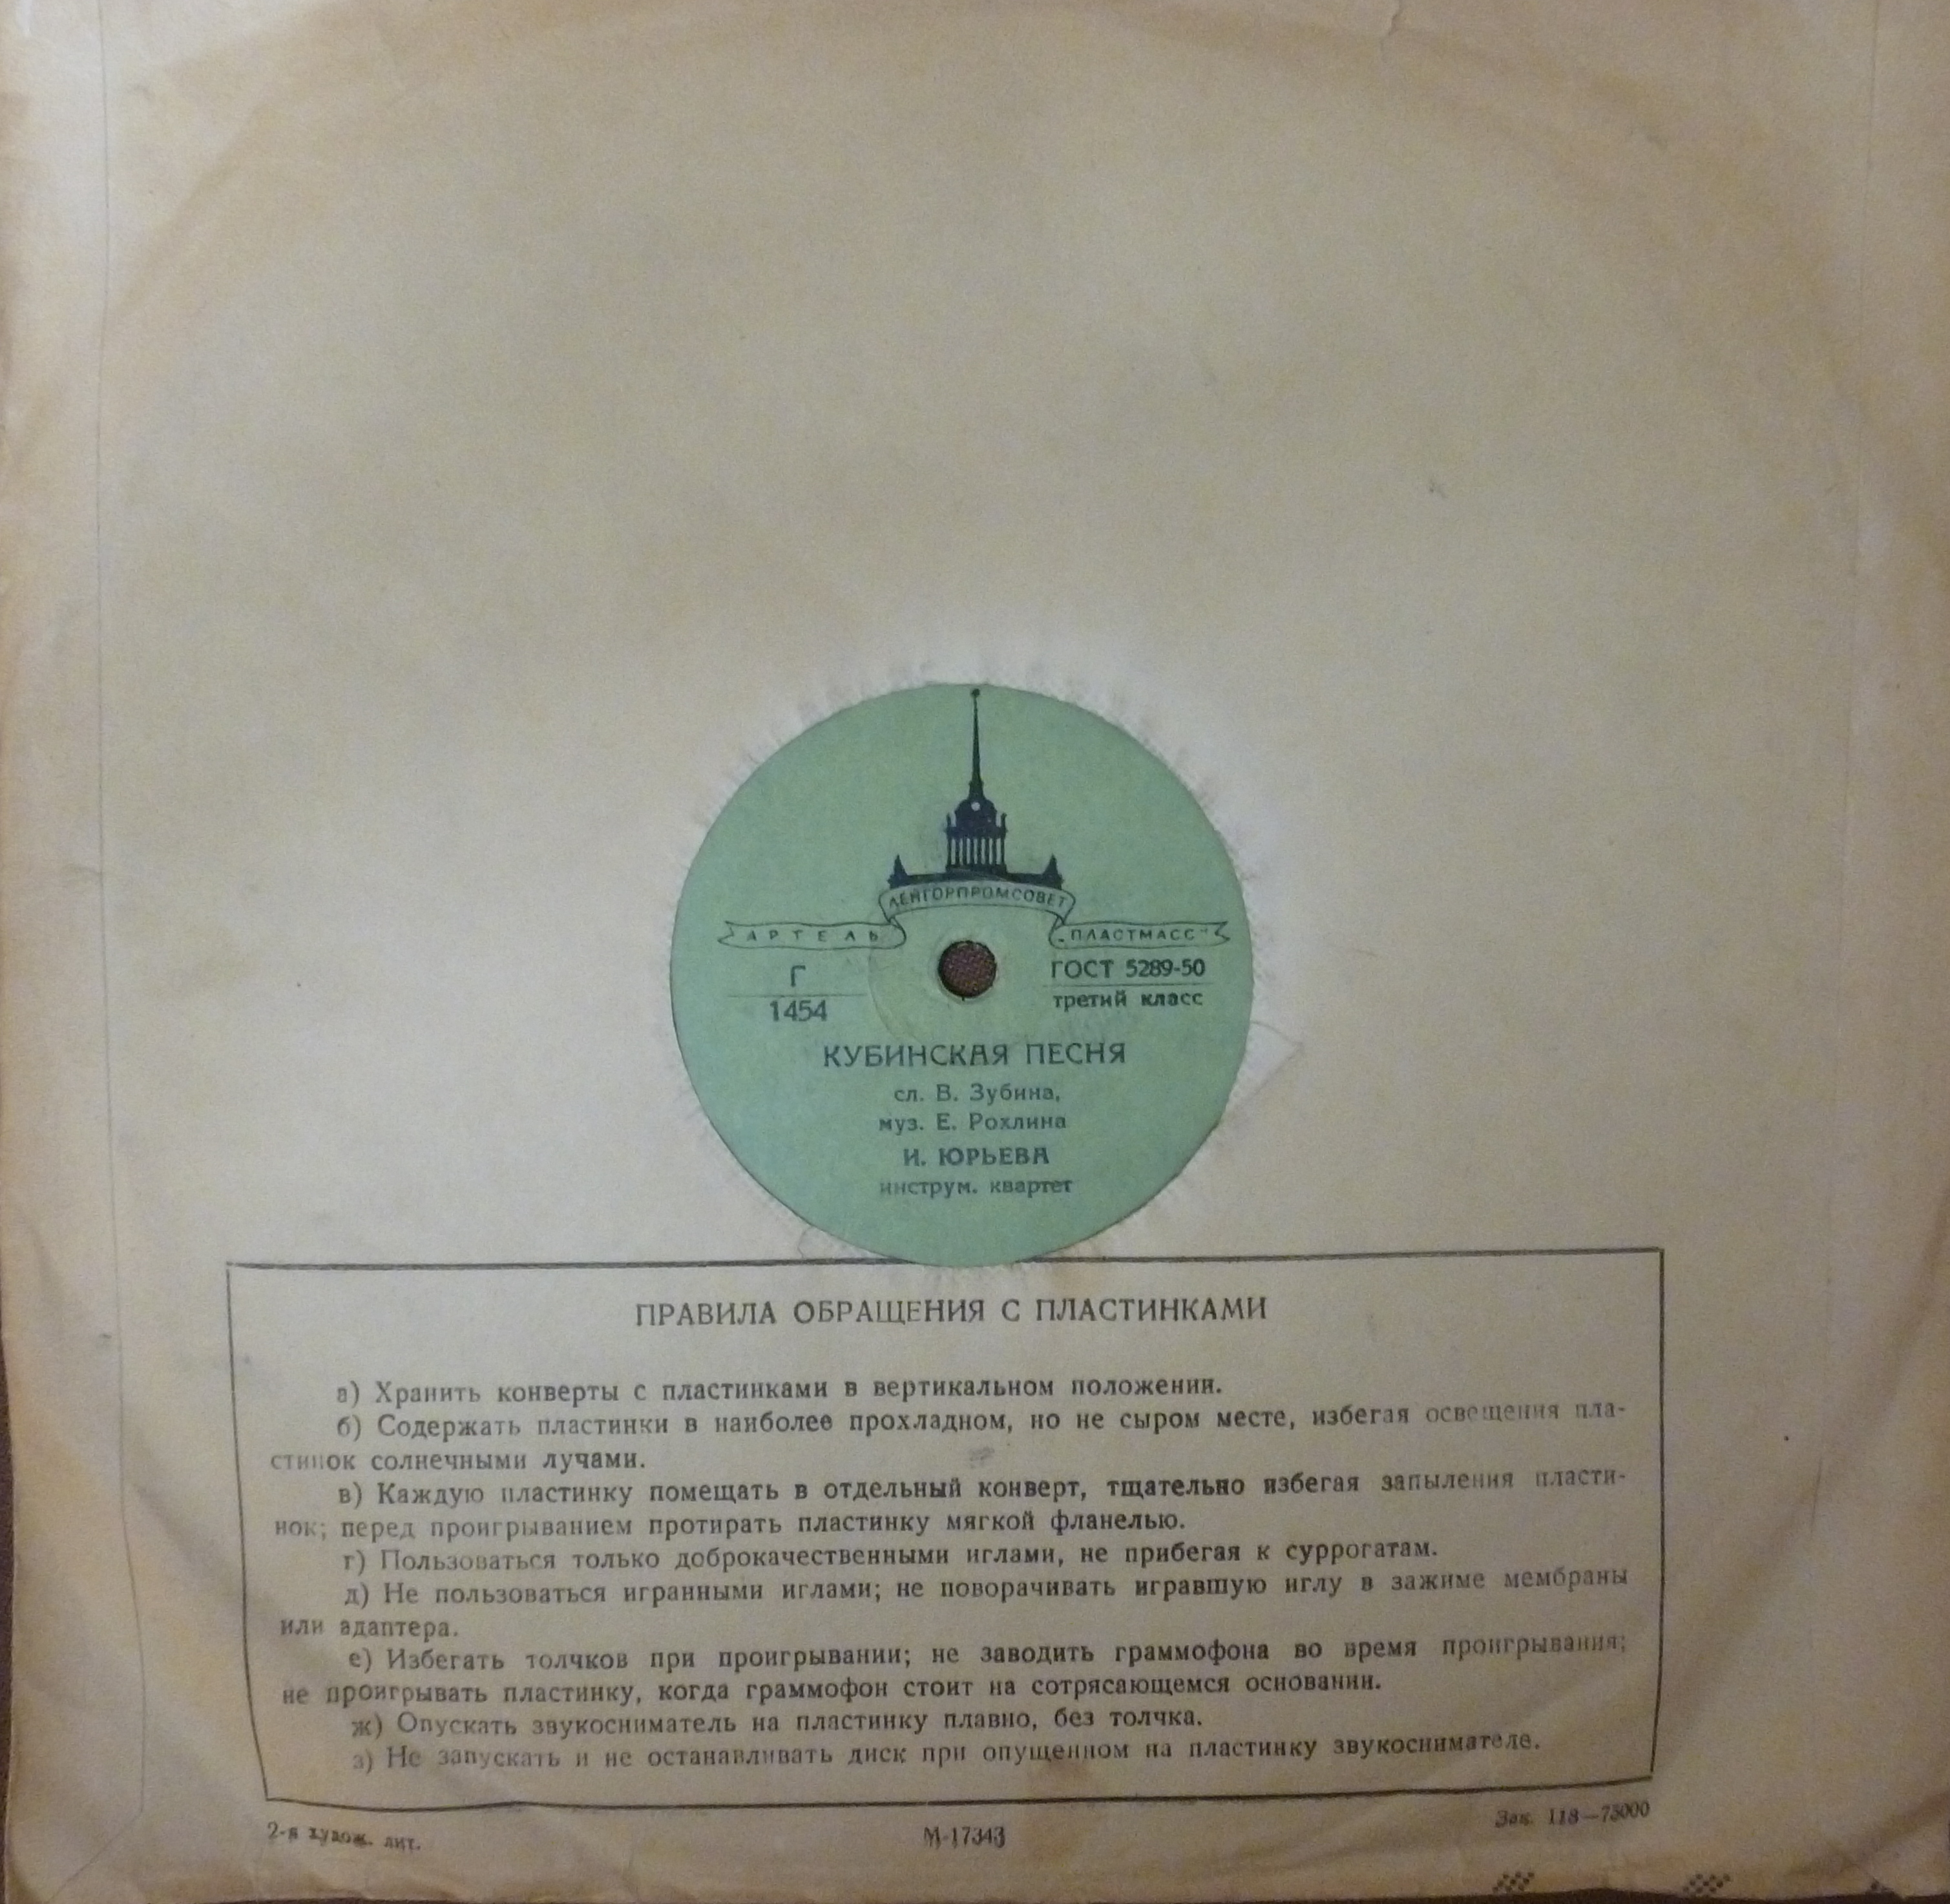 ЛЕНГОРПРОМСОВЕТ
АРТЕЛЬ „ПЛАСТМАСС"
Г ГОСТ 5289-50
1454 третий класс
КУБИНСКАЯ ПЕСНЯ
сл. В. Зубина,
муз. Е. Рохлина
И. ЮРЬЕВА
инструм. квартет
ПРАВИЛА ОБРАЩЕНИЯ С ПЛАСТИНКАМИ
а) Хранить конверты с пластинками в вертикальном положении.
б) Содержать пластинки в наиболее прохладном, но не сыром месте, избегая освещения пла-
стинок солнечными лучами.
в) Каждую пластинку помещать в отдельный конверт, тщательно избегая запыления пласти-
нок; перед проигрыванием протирать пластинку мягкой фланелью.
г) Пользоваться только доброкачественными иглами, не прибегая к суррогатам.
д) Не пользоваться игранными иглами; не поворачивать игравшую иглу в зажиме мембраны
или адаптера.
е) Избегать толчков при проигрывании; не заводить граммофона во время проигрывания;
не проигрывать пластинку, когда граммофон стоит на сотрясающемся основании.
ж) Опускать звукосниматель на пластинку плавно, без толчка.
з) Не запускать и не останавливать диск при опущенном на пластинку звукоснимателе.
2-я худож. лит. М-17343 Зак. 118—75000